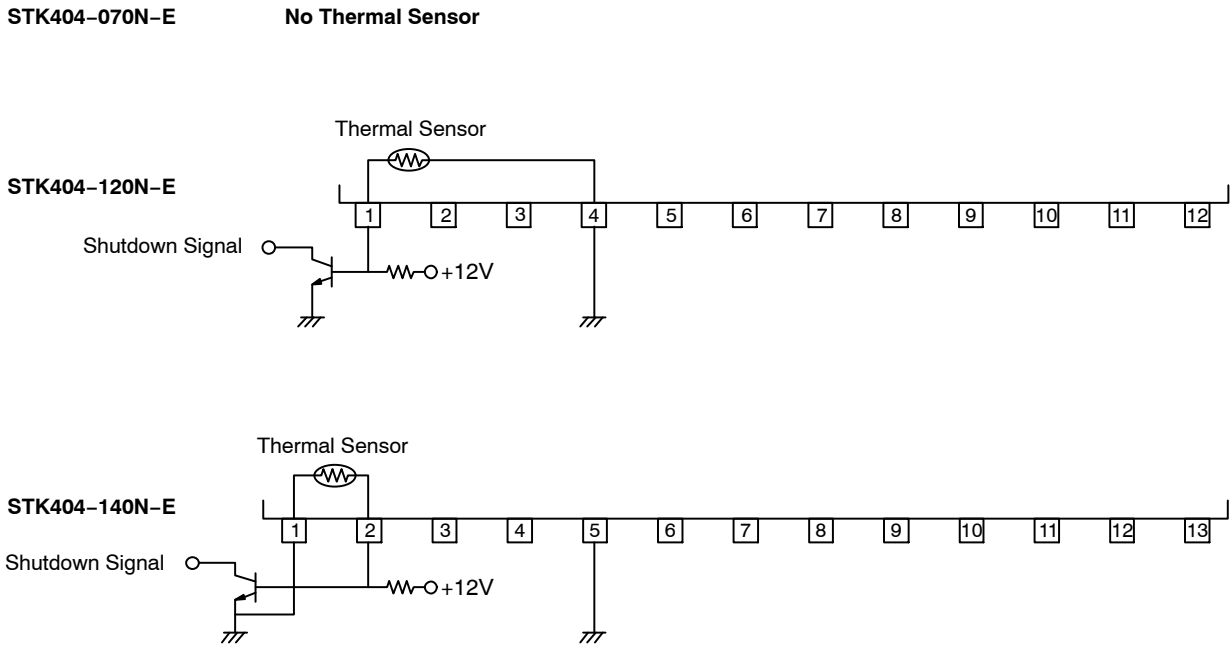 STK404−070N−E No Thermal Sensor
Thermal Sensor
STK404−120N−E
1 2 3 4 5 6 7 8 9 10 11 12
Shutdown Signal
+12V
Thermal Sensor
STK404−140N−E
1 2 3 4 5 6 7 8 9 10 11 12 13
Shutdown Signal
+12V